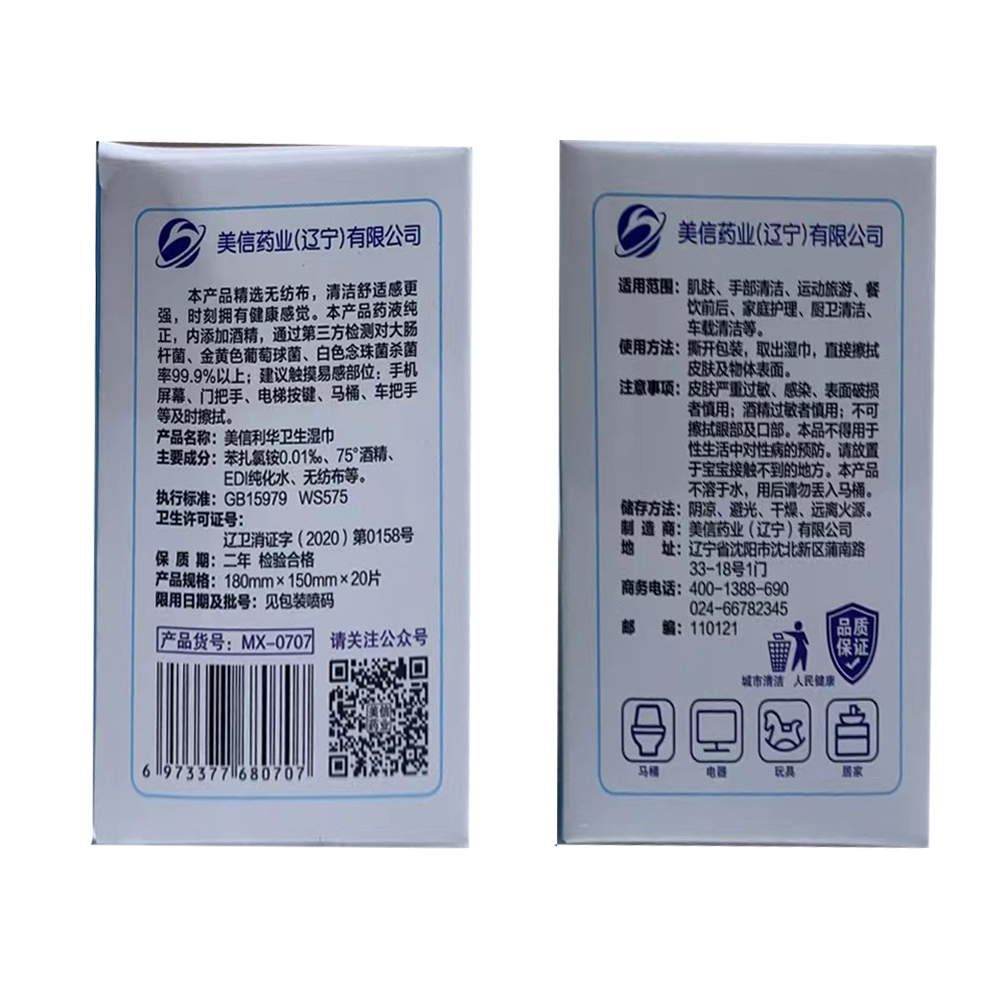 美信药业(辽宁)有限公司
本产品精选无纺布，清洁舒适感更
强，时刻拥有健康感觉。本产品药液纯
正，内添加酒精，通过第三方检测对大肠
杆菌、金黄色葡萄球菌、白色念珠菌杀菌
率99.9%以上；建议触摸易感部位：手机
屏幕、门把手、电梯按键、马桶、车把手
等及时擦拭。
产品名称：美信利华卫生湿巾
主要成分：苯扎氯铵0.01‰、75°酒精、
EDI纯化水、无纺布等。
执行标准：GB15979 WS575
卫生许可证号：
辽卫消证字（2020）第0158号
保质期：二年 检验合格
产品规格：180mm×150mm×20片
限用日期及批号：见包装喷码
产品货号：MX-0707 请关注公众号
美信
药业
6 973377 680707
美信药业(辽宁)有限公司
适用范围：肌肤、手部清洁、运动旅游、餐
饮前后、家庭护理、厨卫清洁、
车载清洁等。
使用方法：撕开包装，取出湿巾，直接擦拭
皮肤及物体表面。
注意事项：皮肤严重过敏、感染、表面破损
者慎用；酒精过敏者慎用；不可
擦拭眼部及口部。本品不得用于
性生活中对性病的预防。请放置
于宝宝接触不到的地方。本产品
不溶于水，用后请勿丢入马桶。
储存方法：阴凉、避光、干燥、远离火源。
制造商：美信药业（辽宁）有限公司
地址：辽宁省沈阳市沈北新区蒲南路
33-18号1门
商务电话：400-1388-690
024-66782345
邮编：110121
品质
保证
城市清洁 人民健康
马桶 电器 玩具 居家